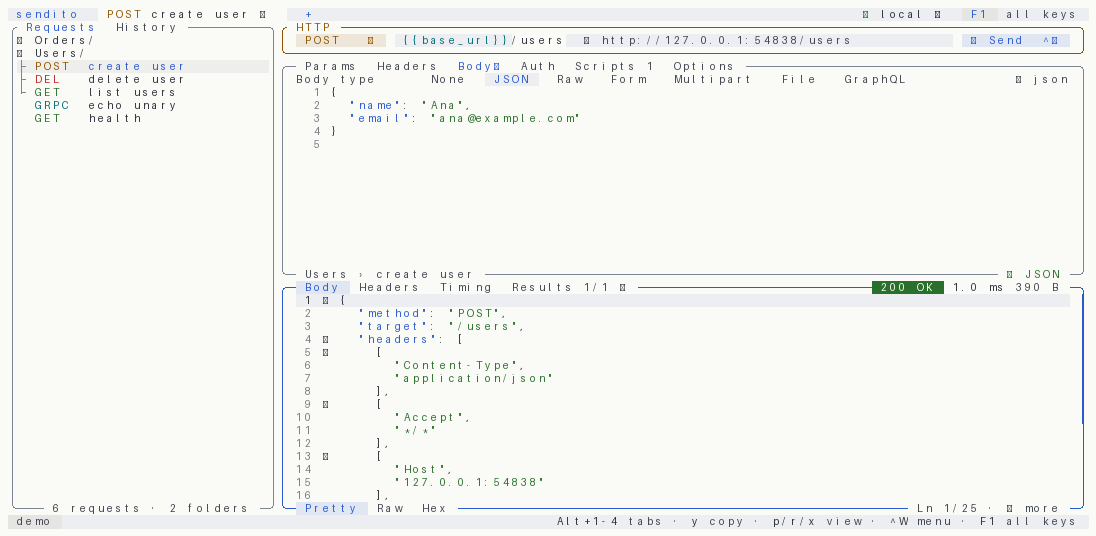 sendito POST create user + local F1 all keys
Requests History
HTTP
Orders/
POST {{base_url}}/users http://127.0.0.1:54838/users Send ^
Users/
POST create user
DEL delete user
GET list users
GRPC echo unary
GET health
6 requests · 2 folders
Params Headers Body Auth Scripts 1 Options
Body type None JSON Raw Form Multipart File GraphQL json
1 {
2 "name": "Ana",
3 "email": "ana@example.com"
4 }
5
Users › create user JSON
Body Headers Timing Results 1/1 200 OK 1.0 ms 390 B
1 {
2 "method": "POST",
3 "target": "/users",
4 "headers": [
5 [
6 "Content-Type",
7 "application/json"
8 ],
9 [
10 "Accept",
11 "*/*"
12 ],
13 [
14 "Host",
15 "127.0.0.1:54838"
16 ],
Pretty Raw Hex Ln 1/25 · more
demo Alt+1-4 tabs · y copy · p/r/x view · ^W menu · F1 all keys